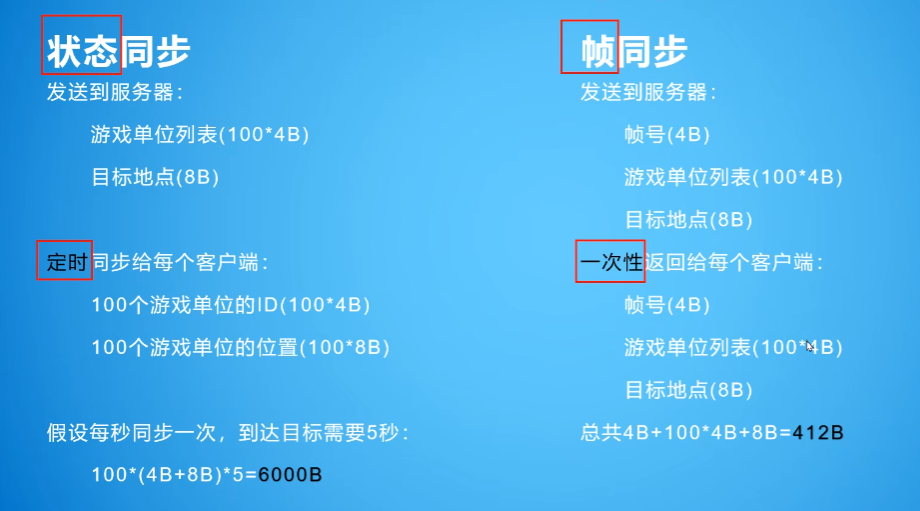 状态同步
发送到服务器：
游戏单位列表(100*4B)
目标地点(8B)
定时同步给每个客户端：
100个游戏单位的ID(100*4B)
100个游戏单位的位置(100*8B)
假设每秒同步一次，到达目标需要5秒：
100*(4B+8B)*5=6000B
帧同步
发送到服务器：
帧号(4B)
游戏单位列表(100*4B)
目标地点(8B)
一次性返回给每个客户端：
帧号(4B)
游戏单位列表(100*4B)
目标地点(8B)
总共4B+100*4B+8B=412B